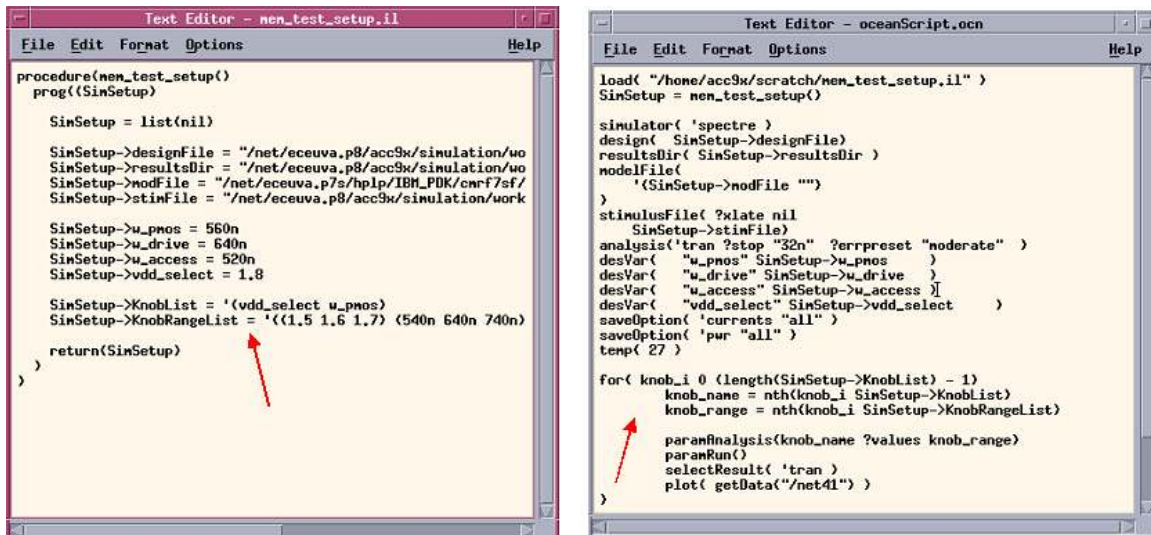 Text Editor - mem_test_setup.il
File Edit Format Options Help
procedure(mem_test_setup()
prog((SimSetup)
SimSetup = list(nil)
SimSetup->designFile = "/net/eceuva.p8/acc9x/simulation/wo
SimSetup->resultsDir = "/net/eceuva.p8/acc9x/simulation/wo
SimSetup->modFile = "/net/eceuva.p7s/hplp/IBM_PDK/cmrf7sf/
SimSetup->stimFile = "/net/eceuva.p8/acc9x/simulation/work
SimSetup->w_pmos = 560n
SimSetup->w_drive = 640n
SimSetup->w_access = 520n
SimSetup->vdd_select = 1.8
SimSetup->KnobList = '(vdd_select w_pmos)
SimSetup->KnobRangeList = '((1.5 1.6 1.7) (540n 640n 740n)
return(SimSetup)
)
)
Text Editor - oceanScript.ocn
File Edit Format Options Help
load( "/home/acc9x/scratch/mem_test_setup.il" )
SimSetup = mem_test_setup()
simulator( 'spectre )
design( SimSetup->designFile)
resultsDir( SimSetup->resultsDir )
modelFile(
'(SimSetup->modFile "")
)
stimulusFile( ?xlate nil
SimSetup->stimFile)
analysis('tran ?stop "32n" ?errpreset "moderate" )
desVar( "w_pmos" SimSetup->w_pmos )
desVar( "w_drive" SimSetup->w_drive )
desVar( "w_access" SimSetup->w_access )
desVar( "vdd_select" SimSetup->vdd_select )
saveOption( 'currents "all" )
saveOption( 'pwr "all" )
temp( 27 )
for( knob_i 0 (length(SimSetup->KnobList) - 1)
knob_name = nth(knob_i SimSetup->KnobList)
knob_range = nth(knob_i SimSetup->KnobRangeList)
paramAnalysis(knob_name ?values knob_range)
paramRun()
selectResult( 'tran )
plot( getData("/net41") )
)